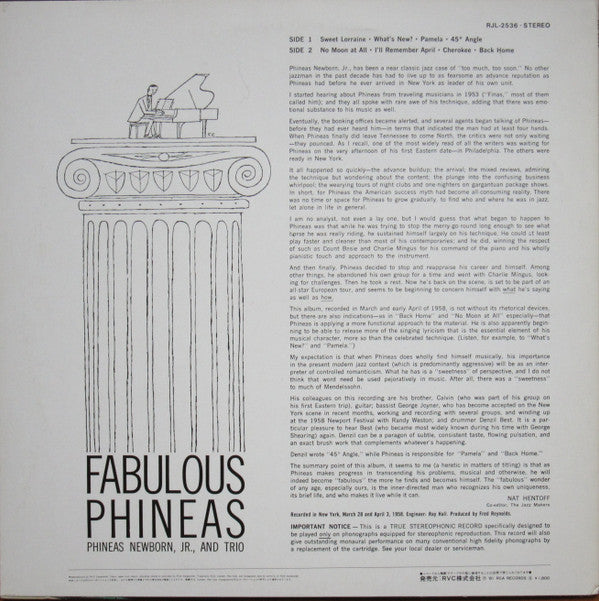 RJL-2536 · STEREO
SIDE 1 Sweet Lorraine · What's New? · Pamela · 45° Angle
SIDE 2 No Moon at All · I'll Remember April · Cherokee · Back Home
Phineas Newborn, Jr., has been a near classic jazz case of "too much, too soon." No other
jazzman in the past decade has had to live up to as fearsome an advance reputation as
Phineas had before he ever arrived in New York as leader of his own unit.
I started hearing about Phineas from traveling musicians in 1953 ("Finas," most of them
called him); and they all spoke with rare awe of his technique, adding that there was emo-
tional substance to his music as well.
Eventually, the booking offices became alerted, and several agents began talking of Phineas—
before they had ever heard him—in terms that indicated the man had at least four hands.
When Phineas finally did leave Tennessee to come North, the critics were not only waiting
—they pounced. As I recall, one of the most widely read of all the writers was waiting for
Phineas on the very afternoon of his first Eastern date—in Philadelphia. The others were
ready in New York.
It all happened so quickly—the advance buildup; the arrival; the mixed reviews, admiring
the technique but wondering about the content; the plunge into the confusing business
whirlpool; the wearying tours of night clubs and one-nighters on gargantuan package shows.
In short, for Phineas the American success myth had become all-consuming reality. There
was no time or space for Phineas to grow gradually, to find who and where he was in jazz,
let alone in life in general.
I am no analyst, not even a lay one, but I would guess that what began to happen to
Phineas was that while he was trying to stop the merry-go-round long enough to see what
horse he was really riding, he sustained himself largely on his technique. He could at least
play faster and cleaner than most of his contemporaries; and he did, winning the respect
of such as Count Basie and Charlie Mingus for his command of the piano and his wholly
pianistic touch and approach to the instrument.
And then finally, Phineas decided to stop and reappraise his career and himself. Among
other things, he abandoned his own group for a time and went with Charlie Mingus, look-
ing for challenges. Then he took a rest. Now he's back on the scene, is set to be part of an
all-star European tour, and seems to be beginning to concern himself with what he's saying
as well as how.
This album, recorded in March and early April of 1958, is not without its rhetorical devices,
but there are also indications—as in "Back Home" and "No Moon at All" especially—that
Phineas is applying a more functional approach to the material. He is also apparently begin-
ning to be able to release more of the singing lyricism that is the essential element of his
musical character, more so than the celebrated technique. (Listen, for example, to "What's
New?" and "Pamela.")
My expectation is that when Phineas does wholly find himself musically, his importance
in the present modern jazz context (which is predominantly aggressive) will be as an inter-
preter of controlled romanticism. What he has is a "sweetness" of perspective, and I do not
think that word need be used pejoratively in music. After all, there was a "sweetness"
to much of Mendelssohn.
His colleagues on this recording are his brother, Calvin (who was part of his group on
his first Eastern trip), guitar; bassist George Joyner, who has become accepted on the New
York scene in recent months, working and recording with several groups, and winding up
at the 1958 Newport Festival with Randy Weston; and drummer Denzil Best. It is a par-
ticular pleasure to hear Best (who became most widely known during his time with George
Shearing) again. Denzil can be a paragon of subtle, consistent taste, flowing pulsation, and
an exact brush work that complements whatever's happening.
Denzil wrote "45° Angle," while Phineas is responsible for "Pamela" and "Back Home."
The summary point of this album, it seems to me (a heretic in matters of titling) is that as
Phineas makes progress in transcending his problems, musical and otherwise, he will
indeed become "fabulous" the more he finds and becomes himself. The "fabulous" wonder
of any age, especially ours, is the inner-directed man who recognizes his own uniqueness,
its brief life, and who makes it live while it can.
NAT HENTOFF
Co-editor, The Jazz Makers
Recorded in New York, March 28 and April 3, 1958. Engineer: Ray Hall. Produced by Fred Reynolds.
IMPORTANT NOTICE — This is a TRUE STEREOPHONIC RECORD specifically designed to
be played only on phonographs equipped for stereophonic reproduction. This record will also
give outstanding monaural performance on many conventional high fidelity phonographs by
a replacement of the cartridge. See your local dealer or serviceman.
FABULOUS
PHINEAS
PHINEAS NEWBORN, JR., AND TRIO
発売元：RVC株式会社